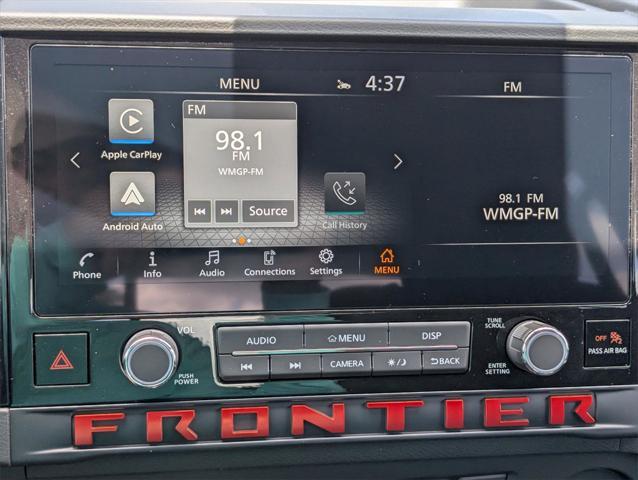 MENU 4:37 FM
FM
98.1
FM
WMGP-FM
Apple CarPlay
Android Auto
Source
Call History
98.1 FM
WMGP-FM
Phone Info Audio Connections Settings MENU
VOL
PUSH
POWER
AUDIO MENU DISP
CAMERA BACK
TUNE
SCROLL
ENTER
SETTING
OFF
PASS AIR BAG
FRONTIER